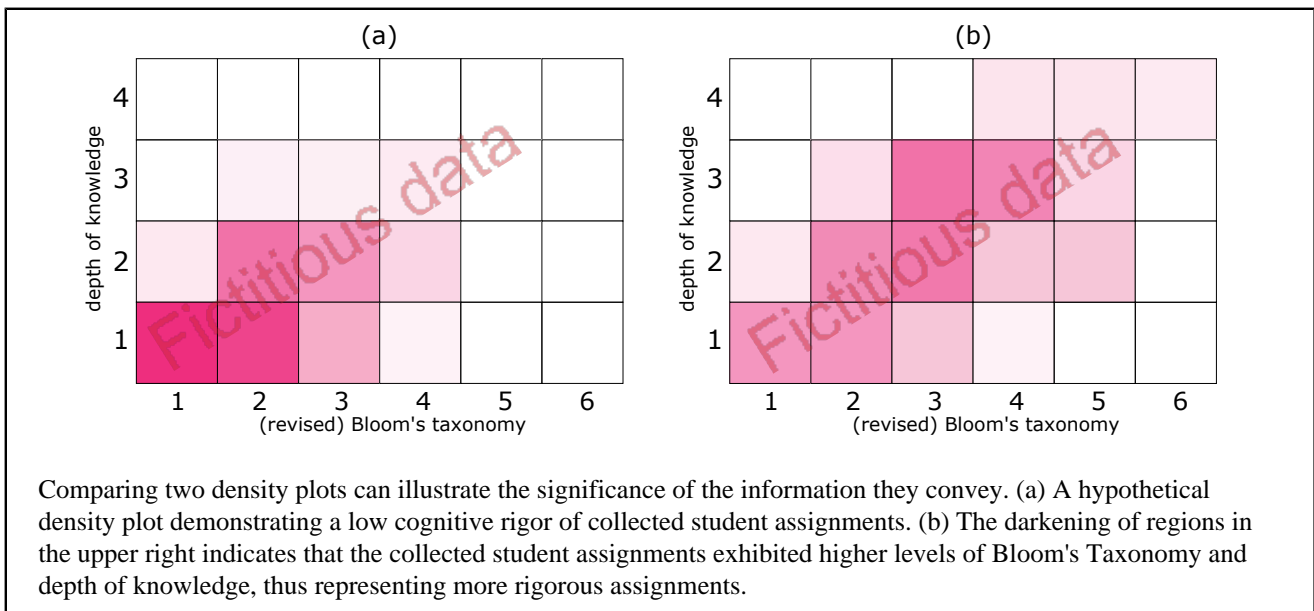 (a)
4
3
2
1
depth of knowledge
1 2 3 4 5 6
(revised) Bloom's taxonomy
Fictitious data
(b)
4
3
2
1
depth of knowledge
1 2 3 4 5 6
(revised) Bloom's taxonomy
Fictitious data
Comparing two density plots can illustrate the significance of the information they convey. (a) A hypothetical
density plot demonstrating a low cognitive rigor of collected student assignments. (b) The darkening of regions in
the upper right indicates that the collected student assignments exhibited higher levels of Bloom's Taxonomy and
depth of knowledge, thus representing more rigorous assignments.